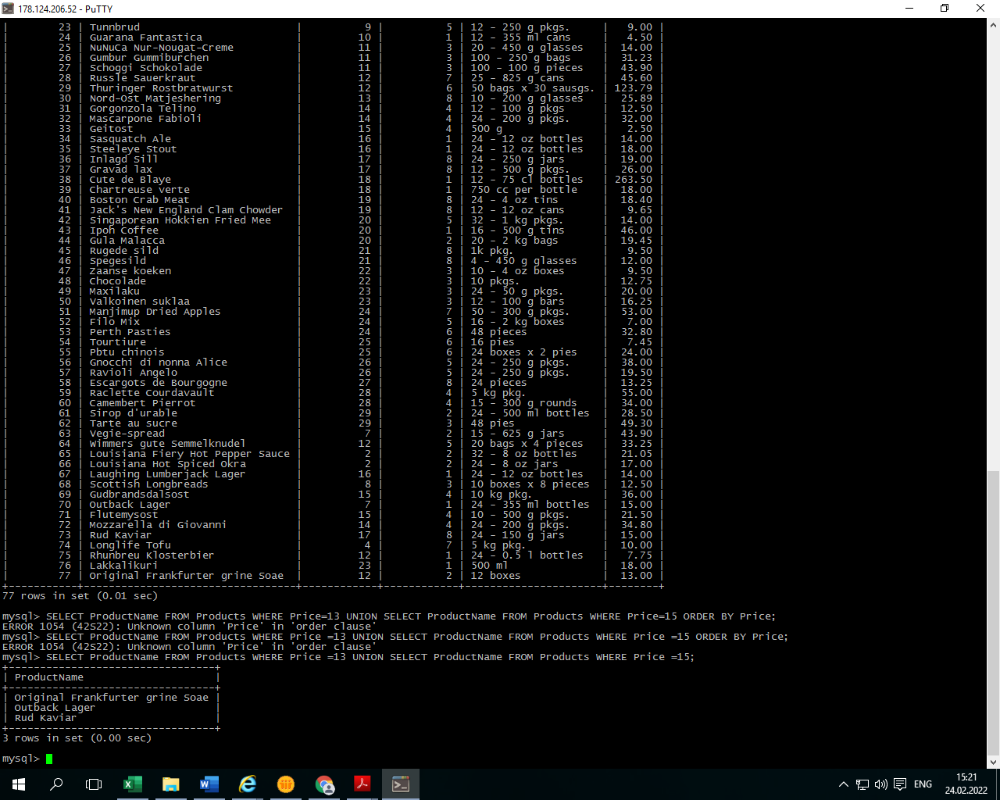 178.124.206.52 - PuTTY
| 23 | Tunnbrud | 9 | 5 | 12 - 250 g pkgs. | 9.00 |
| 24 | Guarana Fantastica | 10 | 1 | 12 - 355 ml cans | 4.50 |
| 25 | NuNuCa Nur-Nougat-Creme | 11 | 3 | 20 - 450 g glasses | 14.00 |
| 26 | Gumbur Gummiburchen | 11 | 3 | 100 - 250 g bags | 31.23 |
| 27 | Schoggi Schokolade | 11 | 3 | 100 - 100 g pieces | 43.90 |
| 28 | Russle Sauerkraut | 12 | 7 | 25 - 825 g cans | 45.60 |
| 29 | Thuringer Rostbratwurst | 12 | 6 | 50 bags x 30 sausgs. | 123.79 |
| 30 | Nord-Ost Matjeshering | 13 | 8 | 10 - 200 g glasses | 25.89 |
| 31 | Gorgonzola Telino | 14 | 4 | 12 - 100 g pkgs | 12.50 |
| 32 | Mascarpone Fabioli | 14 | 4 | 24 - 200 g pkgs. | 32.00 |
| 33 | Geitost | 15 | 4 | 500 g | 2.50 |
| 34 | Sasquatch Ale | 16 | 1 | 24 - 12 oz bottles | 14.00 |
| 35 | Steeleye Stout | 16 | 1 | 24 - 12 oz bottles | 18.00 |
| 36 | Inlagd Sill | 17 | 8 | 24 - 250 g jars | 19.00 |
| 37 | Gravad lax | 17 | 8 | 12 - 500 g pkgs. | 26.00 |
| 38 | Cute de Blaye | 18 | 1 | 12 - 75 cl bottles | 263.50 |
| 39 | Chartreuse verte | 18 | 1 | 750 cc per bottle | 18.00 |
| 40 | Boston Crab Meat | 19 | 8 | 24 - 4 oz tins | 18.40 |
| 41 | Jack's New England Clam Chowder | 19 | 8 | 12 - 12 oz cans | 9.65 |
| 42 | Singaporean Hokkien Fried Mee | 20 | 5 | 32 - 1 kg pkgs. | 14.00 |
| 43 | Ipoh Coffee | 20 | 1 | 16 - 500 g tins | 46.00 |
| 44 | Gula Malacca | 20 | 2 | 20 - 2 kg bags | 19.45 |
| 45 | Rugede sild | 21 | 8 | 1k pkg. | 9.50 |
| 46 | Spegesild | 21 | 8 | 4 - 450 g glasses | 12.00 |
| 47 | Zaanse koeken | 22 | 3 | 10 - 4 oz boxes | 9.50 |
| 48 | Chocolade | 22 | 3 | 10 pkgs. | 12.75 |
| 49 | Maxilaku | 23 | 3 | 24 - 50 g pkgs. | 20.00 |
| 50 | Valkoinen suklaa | 23 | 3 | 12 - 100 g bars | 16.25 |
| 51 | Manjimup Dried Apples | 24 | 7 | 50 - 300 g pkgs. | 53.00 |
| 52 | Filo Mix | 24 | 5 | 16 - 2 kg boxes | 7.00 |
| 53 | Perth Pasties | 24 | 6 | 48 pieces | 32.80 |
| 54 | Tourtiure | 25 | 6 | 16 pies | 7.45 |
| 55 | Pbtu chinois | 25 | 6 | 24 boxes x 2 pies | 24.00 |
| 56 | Gnocchi di nonna Alice | 26 | 5 | 24 - 250 g pkgs. | 38.00 |
| 57 | Ravioli Angelo | 26 | 5 | 24 - 250 g pkgs. | 19.50 |
| 58 | Escargots de Bourgogne | 27 | 8 | 24 pieces | 13.25 |
| 59 | Raclette Courdavault | 28 | 4 | 5 kg pkg. | 55.00 |
| 60 | Camembert Pierrot | 28 | 4 | 15 - 300 g rounds | 34.00 |
| 61 | Sirop d'urable | 29 | 2 | 24 - 500 ml bottles | 28.50 |
| 62 | Tarte au sucre | 29 | 3 | 48 pies | 49.30 |
| 63 | Vegie-spread | 7 | 2 | 15 - 625 g jars | 43.90 |
| 64 | Wimmers gute Semmelknudel | 12 | 5 | 20 bags x 4 pieces | 33.25 |
| 65 | Louisiana Fiery Hot Pepper Sauce | 2 | 2 | 32 - 8 oz bottles | 21.05 |
| 66 | Louisiana Hot Spiced Okra | 2 | 2 | 24 - 8 oz jars | 17.00 |
| 67 | Laughing Lumberjack Lager | 16 | 1 | 24 - 12 oz bottles | 14.00 |
| 68 | Scottish Longbreads | 8 | 3 | 10 boxes x 8 pieces | 12.50 |
| 69 | Gudbrandsdalsost | 15 | 4 | 10 kg pkg. | 36.00 |
| 70 | Outback Lager | 7 | 1 | 24 - 355 ml bottles | 15.00 |
| 71 | Flutemysost | 15 | 4 | 10 - 500 g pkgs. | 21.50 |
| 72 | Mozzarella di Giovanni | 14 | 4 | 24 - 200 g pkgs. | 34.80 |
| 73 | Rud Kaviar | 17 | 8 | 24 - 150 g jars | 15.00 |
| 74 | Longlife Tofu | 4 | 7 | 5 kg pkg. | 10.00 |
| 75 | Rhunbreu Klosterbier | 12 | 1 | 24 - 0.5 l bottles | 7.75 |
| 76 | Lakkalikuri | 23 | 1 | 500 ml | 18.00 |
| 77 | Original Frankfurter grine Soae | 12 | 2 | 12 boxes | 13.00 |
+-----------+----------------------------------+------------+------------+----------------------+--------+
77 rows in set (0.01 sec)
mysql> SELECT ProductName FROM Products WHERE Price=13 UNION SELECT ProductName FROM Products WHERE Price=15 ORDER BY Price;
ERROR 1054 (42S22): Unknown column 'Price' in 'order clause'
mysql> SELECT ProductName FROM Products WHERE Price =13 UNION SELECT ProductName FROM Products WHERE Price =15 ORDER BY Price;
ERROR 1054 (42S22): Unknown column 'Price' in 'order clause'
mysql> SELECT ProductName FROM Products WHERE Price =13 UNION SELECT ProductName FROM Products WHERE Price =15;
+---------------------------------+
| ProductName |
+---------------------------------+
| Original Frankfurter grine Soae |
| Outback Lager |
| Rud Kaviar |
+---------------------------------+
3 rows in set (0.00 sec)
mysql>
ENG
15:21
24.02.2022